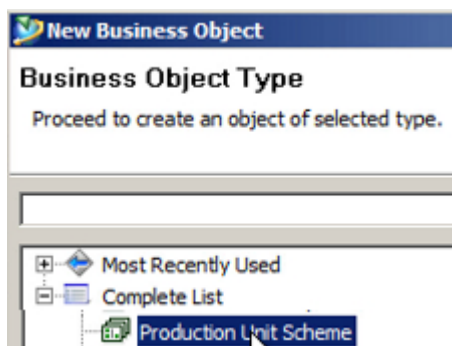 New Business Object
Business Object Type
Proceed to create an object of selected type.
Most Recently Used
Complete List
Production Unit Scheme